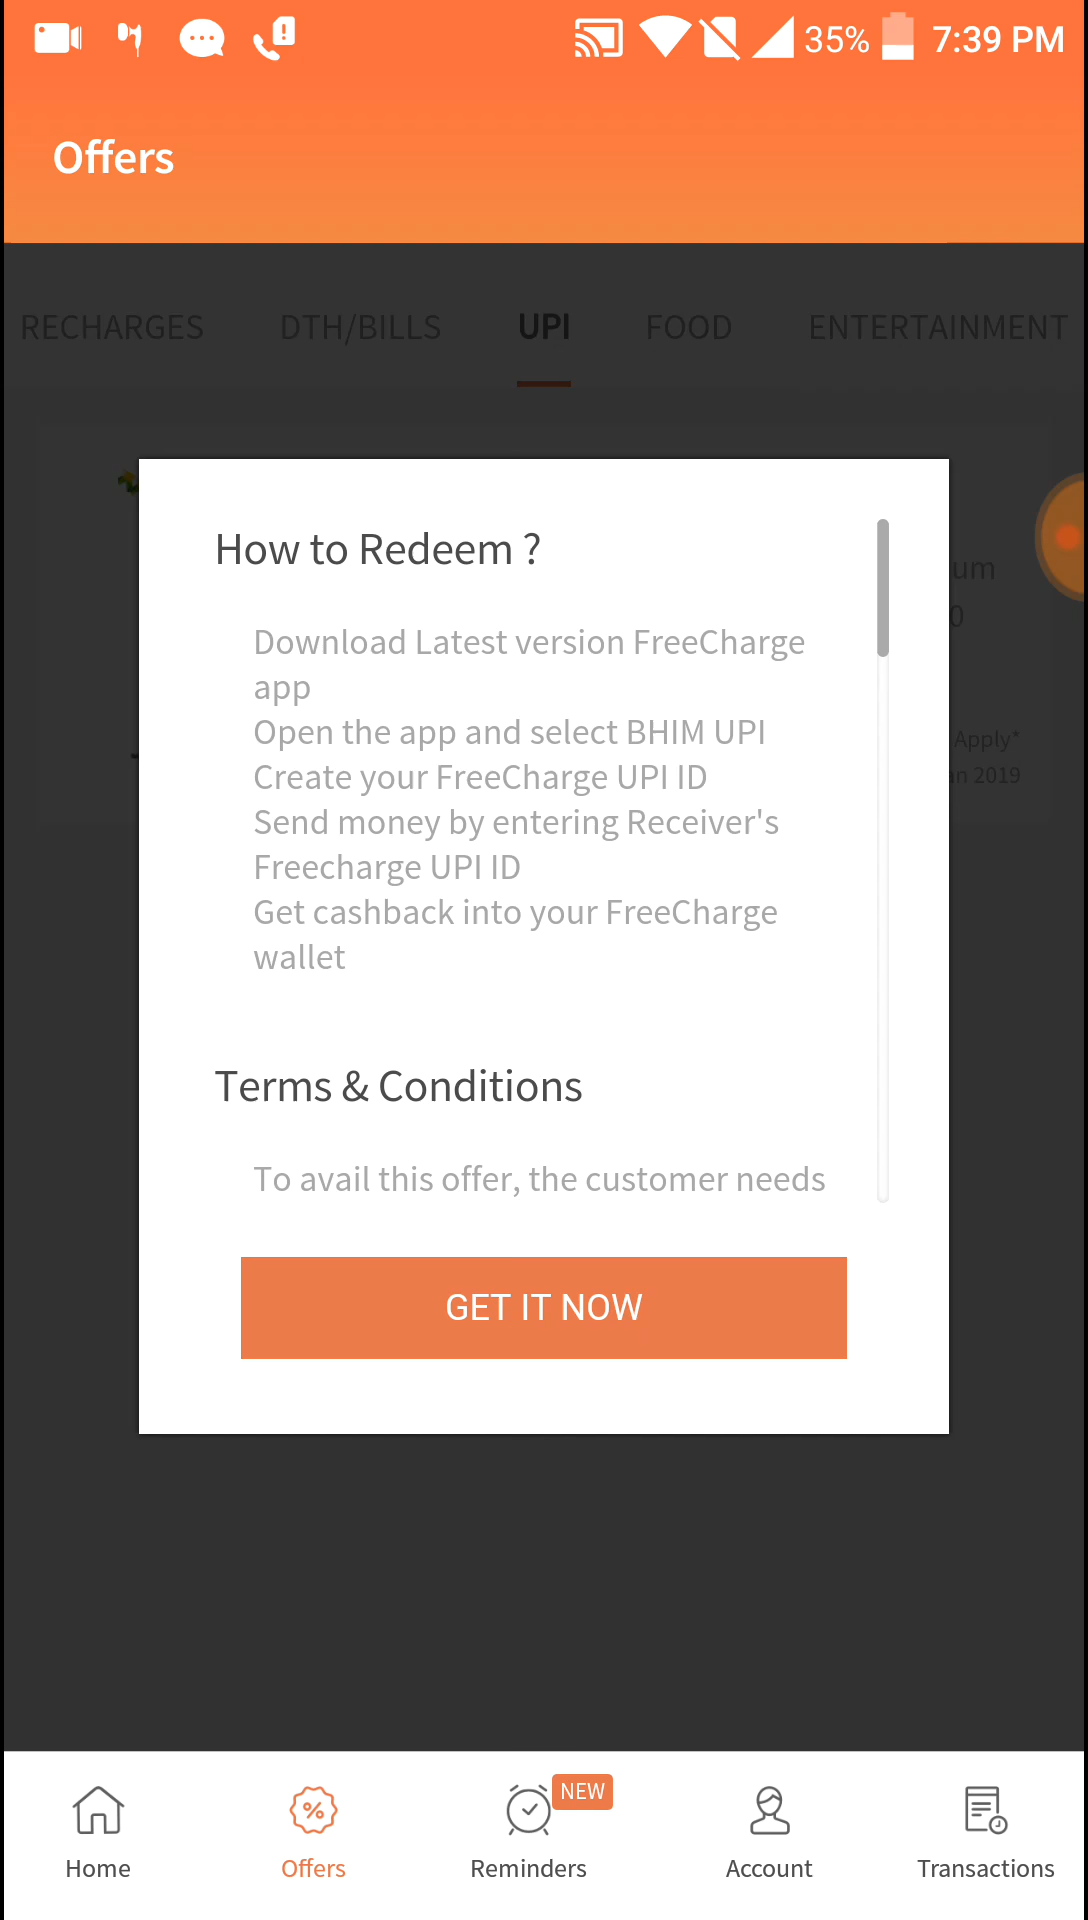 35% 7:39 PM
Offers
RECHARGES DTH/BILLS UPI FOOD ENTERTAINMENT
How to Redeem ?
Download Latest version FreeCharge
app
Open the app and select BHIM UPI
Create your FreeCharge UPI ID
Send money by entering Receiver's
Freecharge UPI ID
Get cashback into your FreeCharge
wallet
Apply*
2019
Terms & Conditions
To avail this offer, the customer needs
GET IT NOW
NEW
Home Offers Reminders Account Transactions